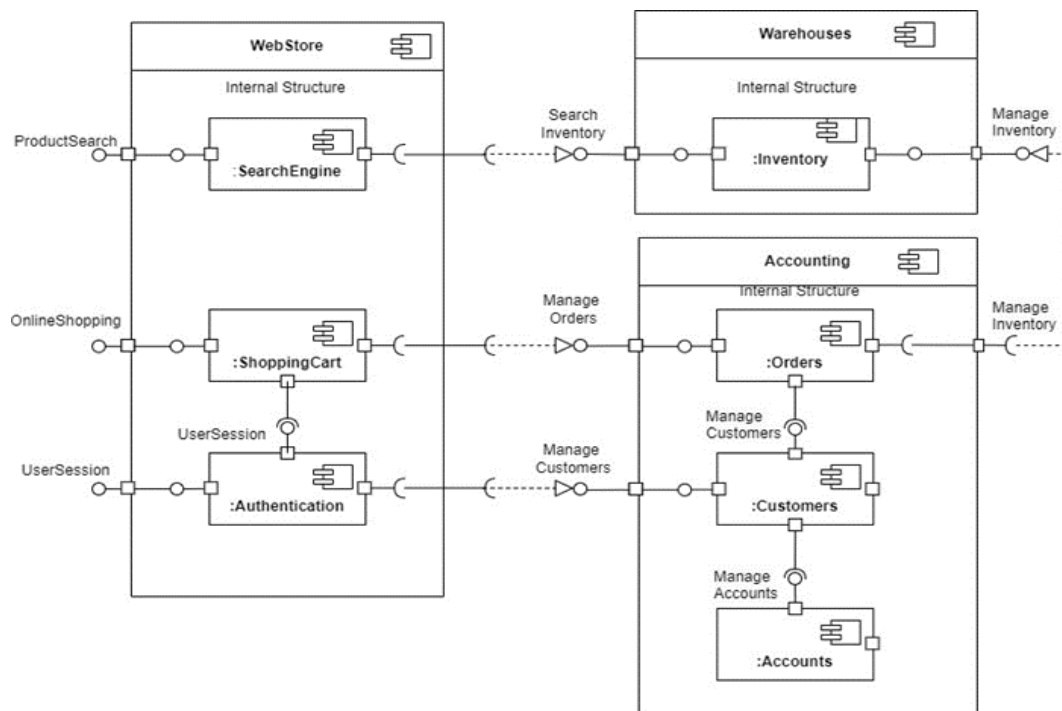 WebStore
Warehouses
Internal Structure
Internal Structure
ProductSearch
:SearchEngine
Search
Inventory
:Inventory
Manage
Inventory
Accounting
Internal Structure
OnlineShopping
:ShoppingCart
Manage
Orders
:Orders
Manage
Inventory
UserSession
Manage
Customers
UserSession
:Authentication
Manage
Customers
:Customers
Manage
Accounts
:Accounts